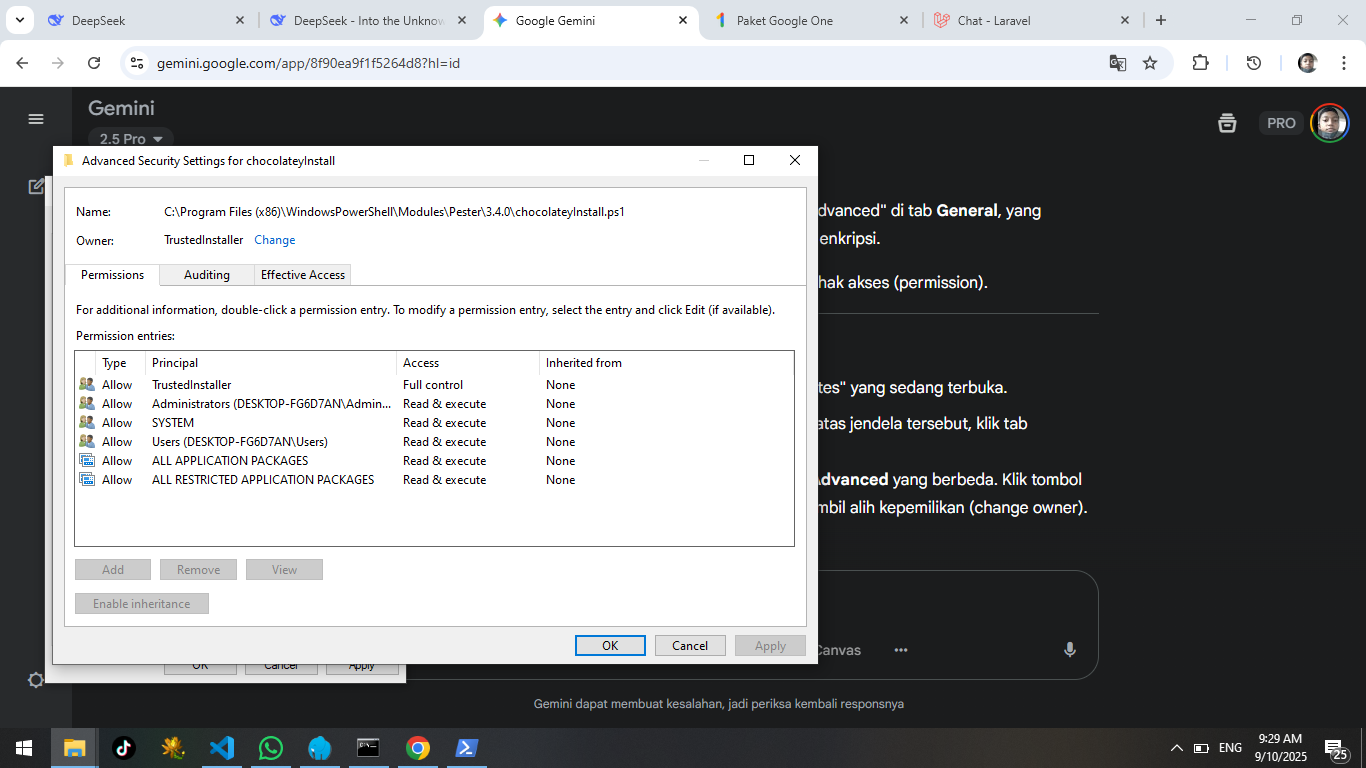 DeepSeek
DeepSeek - Into the Unknow
Google Gemini
Paket Google One
Chat - Laravel
gemini.google.com/app/8f90ea9f1f5264d8?hl=id
Gemini
2.5 Pro
PRO
Advanced Security Settings for chocolateyInstall
Name: C:\Program Files (x86)\WindowsPowerShell\Modules\Pester\3.4.0\chocolateyInstall.ps1
Owner: TrustedInstaller Change
Permissions Auditing Effective Access
For additional information, double-click a permission entry. To modify a permission entry, select the entry and click Edit (if available).
Permission entries:
Type Principal Access Inherited from
Allow TrustedInstaller Full control None
Allow Administrators (DESKTOP-FG6D7AN\Admin... Read & execute None
Allow SYSTEM Read & execute None
Allow Users (DESKTOP-FG6D7AN\Users) Read & execute None
Allow ALL APPLICATION PACKAGES Read & execute None
Allow ALL RESTRICTED APPLICATION PACKAGES Read & execute None
Add Remove View
Enable inheritance
OK Cancel Apply
OK Cancel Apply
dvanced" di tab General, yang
enkripsi.
hak akses (permission).
tes" yang sedang terbuka.
atas jendela tersebut, klik tab
Advanced yang berbeda. Klik tombol
mbil alih kepemilikan (change owner).
Canvas
Gemini dapat membuat kesalahan, jadi periksa kembali responsnya
ENG
9:29 AM
9/10/2025
25